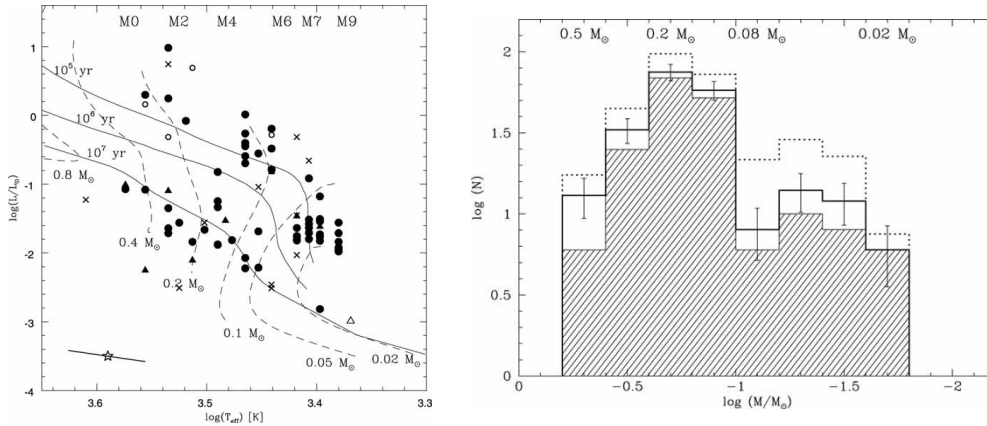 M0 M2 M4 M6 M7 M9
1
0
-1
-2
-3
-4
log(L/L⊙)
10⁵ yr
10⁶ yr
10⁷ yr
0.8 M⊙
0.4 M⊙
0.2 M⊙
0.1 M⊙
0.05 M⊙
0.02 M⊙
3.6 3.5 3.4 3.3
log(Teff) [K]
0.5 M⊙ 0.2 M⊙ 0.08 M⊙ 0.02 M⊙
2
1.5
1
0.5
0
log (N)
0 -0.5 -1 -1.5 -2
log (M/M⊙)